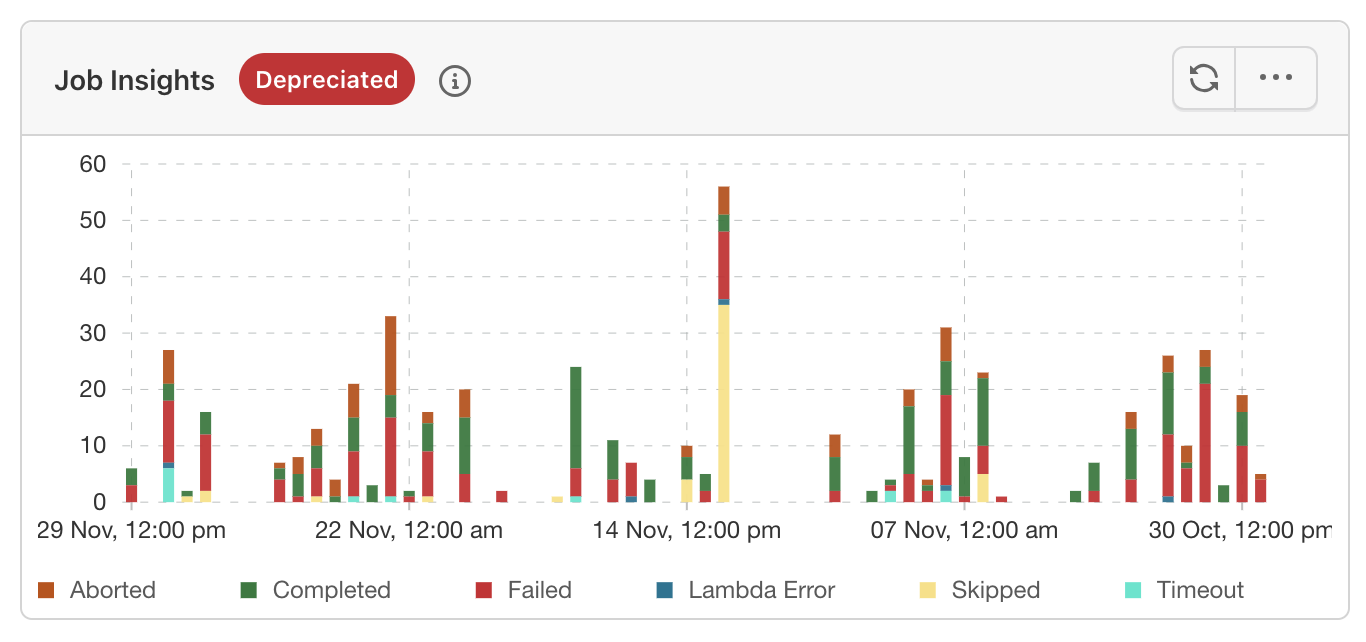 Job Insights Depreciated
60
50
40
30
20
10
0
29 Nov, 12:00 pm 22 Nov, 12:00 am 14 Nov, 12:00 pm 07 Nov, 12:00 am 30 Oct, 12:00 pm
Aborted Completed Failed Lambda Error Skipped Timeout